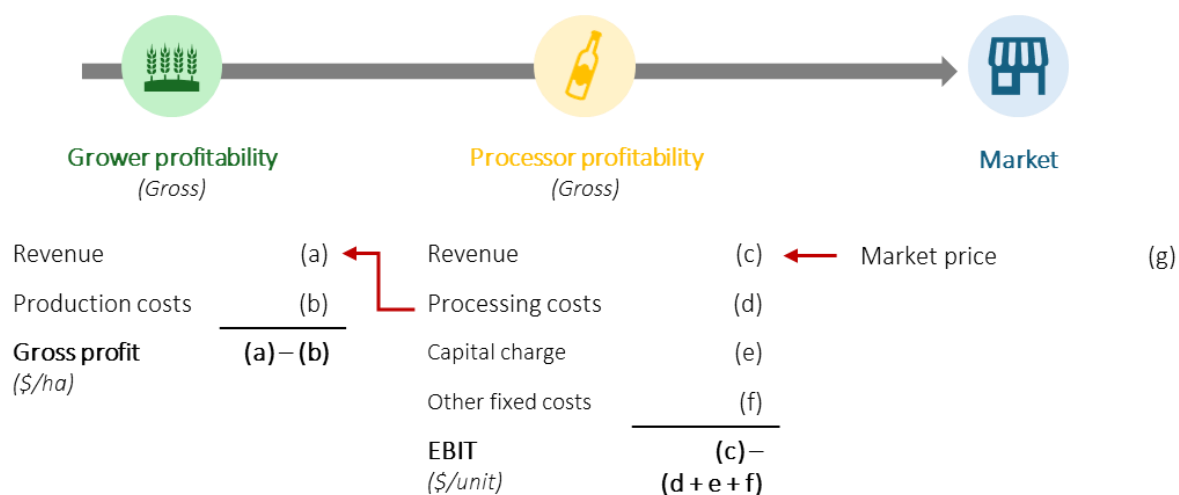 Grower profitability
(Gross)
Processor profitability
(Gross)
Market
Revenue (a)
Production costs (b)
Gross profit (a) – (b)
($/ha)
Revenue (c)
Processing costs (d)
Capital charge (e)
Other fixed costs (f)
EBIT (c) –
($/unit) (d + e + f)
Market price (g)